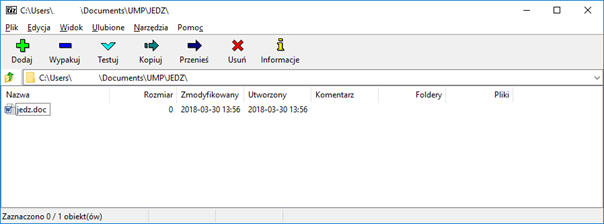 C:\Users\. \Documents\UMP\JEDZ\
Plik Edycja Widok Ulubione Narzędzia Pomoc
Dodaj Wypakuj Testuj Kopiuj Przenieś Usuń Informacje
C:\Users\ \Documents\UMP\JEDZ\
Nazwa Rozmiar Zmodyfikowany Utworzony Komentarz Foldery Pliki
jedz.doc 0 2018-03-30 13:56 2018-03-30 13:56
Zaznaczono 0 / 1 obiekt(ów)